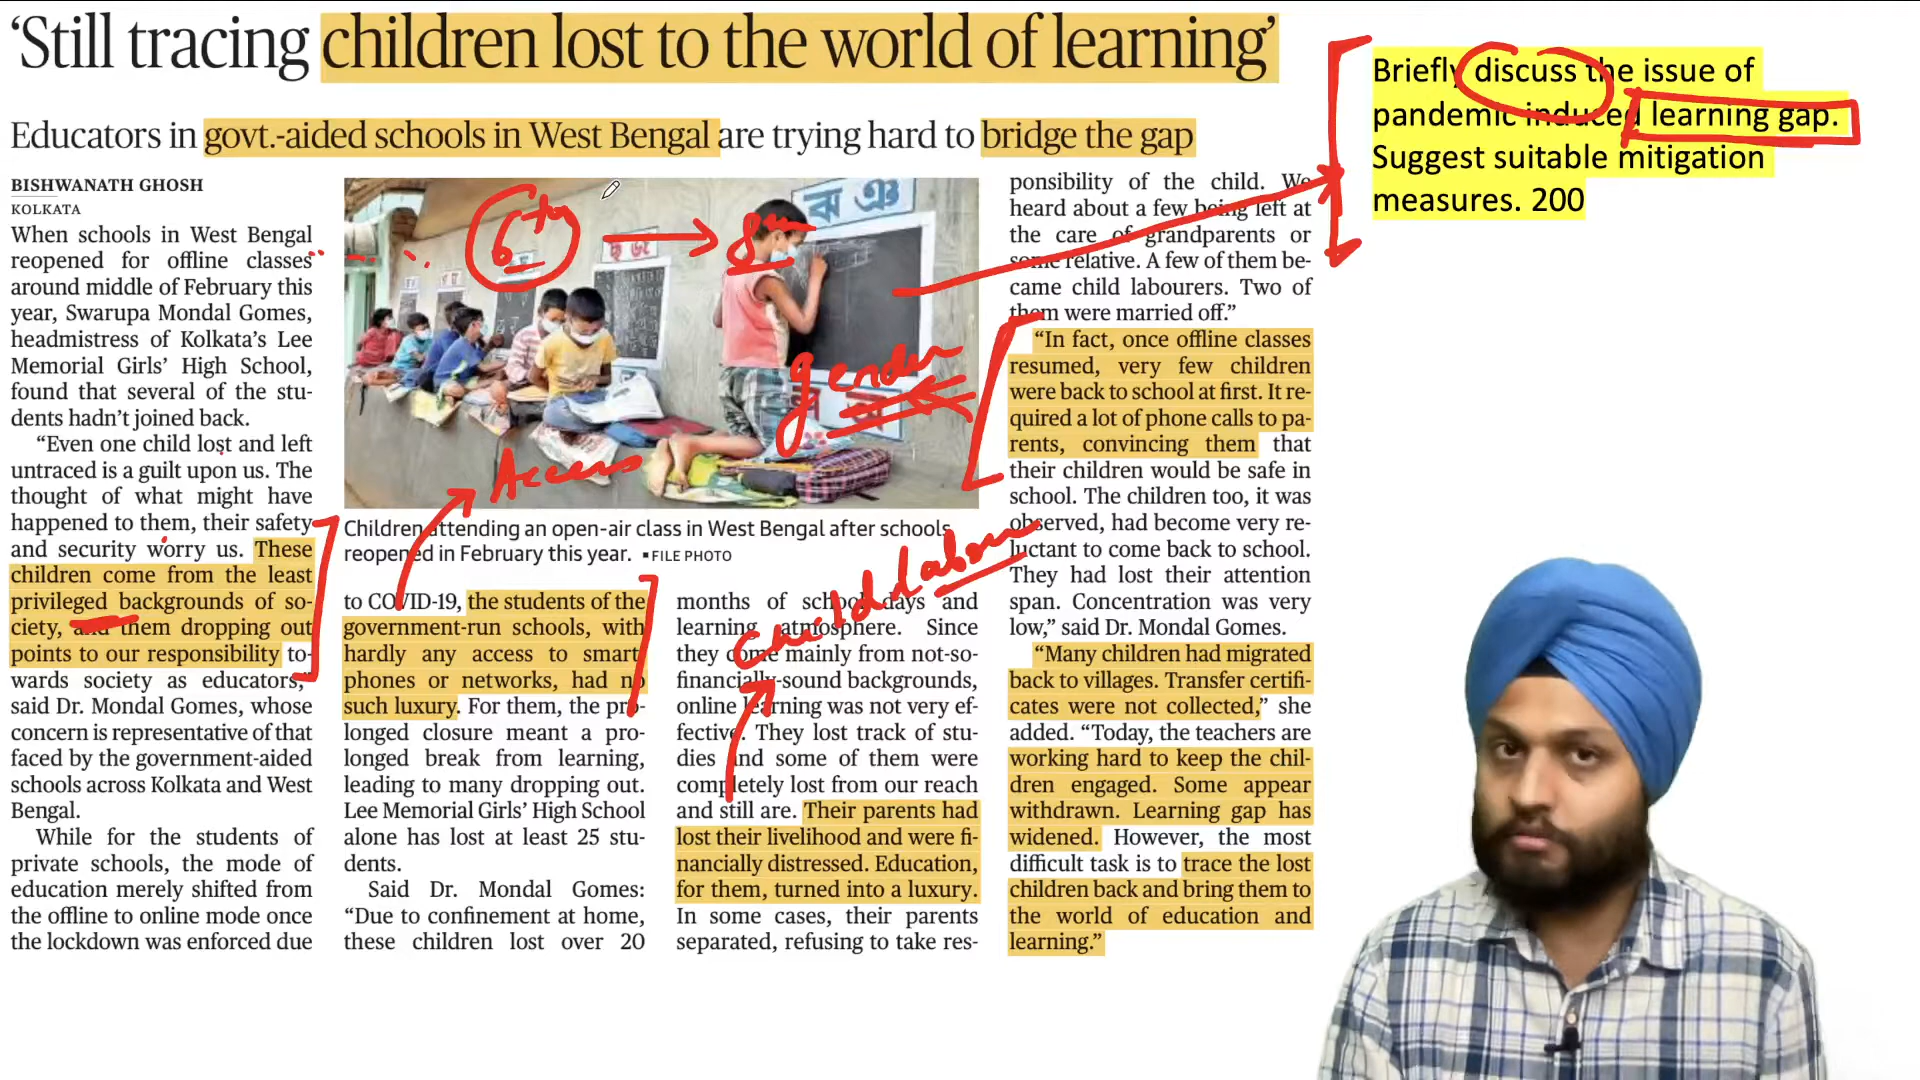 ‘Still tracing children lost to the world of learning’
Educators in govt.-aided schools in West Bengal are trying hard to bridge the gap
BISHWANATH GHOSH
KOLKATA
When schools in West Bengal
reopened for offline classes
around middle of February this
year, Swarupa Mondal Gomes,
headmistress of Kolkata’s Lee
Memorial Girls’ High School,
found that several of the stu-
dents hadn’t joined back.
“Even one child lost and left
untraced is a guilt upon us. The
thought of what might have
happened to them, their safety
and security worry us. These
children come from the least
privileged backgrounds of so-
ciety, and them dropping out
points to our responsibility to-
wards society as educators,”
said Dr. Mondal Gomes, whose
concern is representative of that
faced by the government-aided
schools across Kolkata and West
Bengal.
While for the students of
private schools, the mode of
education merely shifted from
the offline to online mode once
the lockdown was enforced due
6th
8th
ঝ ঞ
gender
Access
Children attending an open-air class in West Bengal after schools
reopened in February this year. ▪FILE PHOTO
to COVID-19, the students of the
government-run schools, with
hardly any access to smart
phones or networks, had no
such luxury. For them, the pro-
longed closure meant a pro-
longed break from learning,
leading to many dropping out.
Lee Memorial Girls’ High School
alone has lost at least 25 stu-
dents.
Said Dr. Mondal Gomes:
“Due to confinement at home,
these children lost over 20
Child labour
months of school days and
learning atmosphere. Since
they come mainly from not-so-
financially-sound backgrounds,
online learning was not very ef-
fective. They lost track of stu-
dies and some of them were
completely lost from our reach
and still are. Their parents had
lost their livelihood and were fi-
nancially distressed. Education,
for them, turned into a luxury.
In some cases, their parents
separated, refusing to take res-
ponsibility of the child. We
heard about a few being left at
the care of grandparents or
some relative. A few of them be-
came child labourers. Two of
them were married off.”
“In fact, once offline classes
resumed, very few children
were back to school at first. It re-
quired a lot of phone calls to pa-
rents, convincing them that
their children would be safe in
school. The children too, it was
observed, had become very re-
luctant to come back to school.
They had lost their attention
span. Concentration was very
low,” said Dr. Mondal Gomes.
“Many children had migrated
back to villages. Transfer certifi-
cates were not collected,” she
added. “Today, the teachers are
working hard to keep the chil-
dren engaged. Some appear
withdrawn. Learning gap has
widened. However, the most
difficult task is to trace the lost
children back and bring them to
the world of education and
learning.”
Briefly discuss the issue of
pandemic induced learning gap.
Suggest suitable mitigation
measures. 200